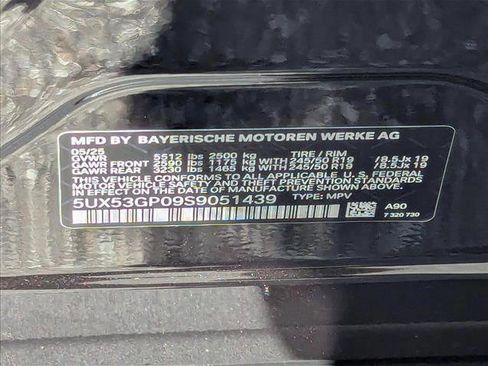 MFD BY BAYERISCHE MOTOREN WERKE AG
05/25 TIRE / RIM
GVWR 5512 lbs 2500 kg
GAWR FRONT 2590 lbs 1175 kg WITH 245/50 R19 /8.5Jx 19
GAWR REAR 3230 lbs 1465 kg WITH 245/50 R19 /8.5Jx 19
THIS VEHICLE CONFORMS TO ALL APPLICABLE U.S. FEDERAL
MOTOR VEHICLE SAFETY AND THEFT PREVENTION STANDARDS
IN EFFECT ON THE DATE OF MANUFACTURE SHOWN ABOVE.
5UX53GP09S9051439 TYPE: MPV
A90
7 320 730